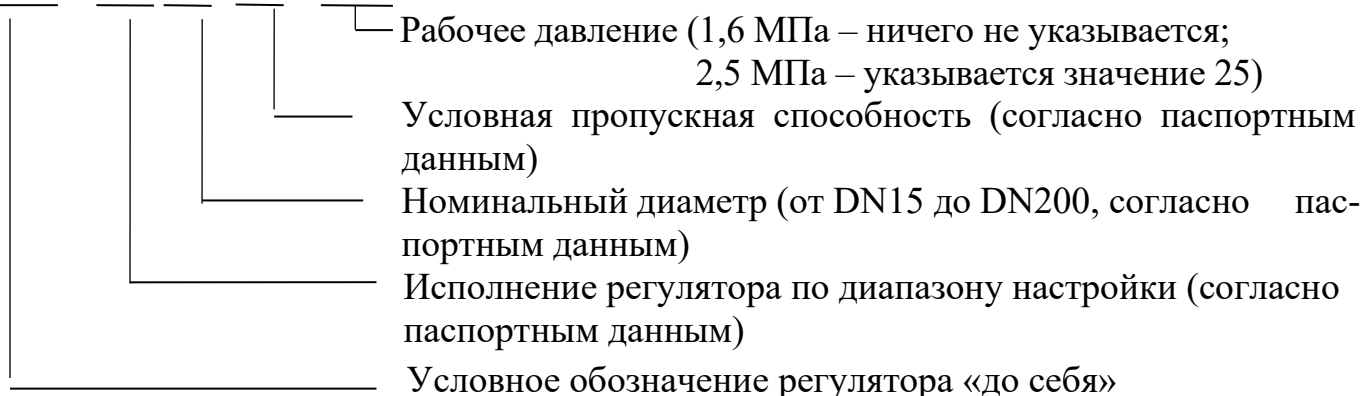 Рабочее давление (1,6 МПа – ничего не указывается;
2,5 МПа – указывается значение 25)
Условная пропускная способность (согласно паспортным
данным)
Номинальный диаметр (от DN15 до DN200, согласно пас-
портным данным)
Исполнение регулятора по диапазону настройки (согласно
паспортным данным)
Условное обозначение регулятора «до себя»